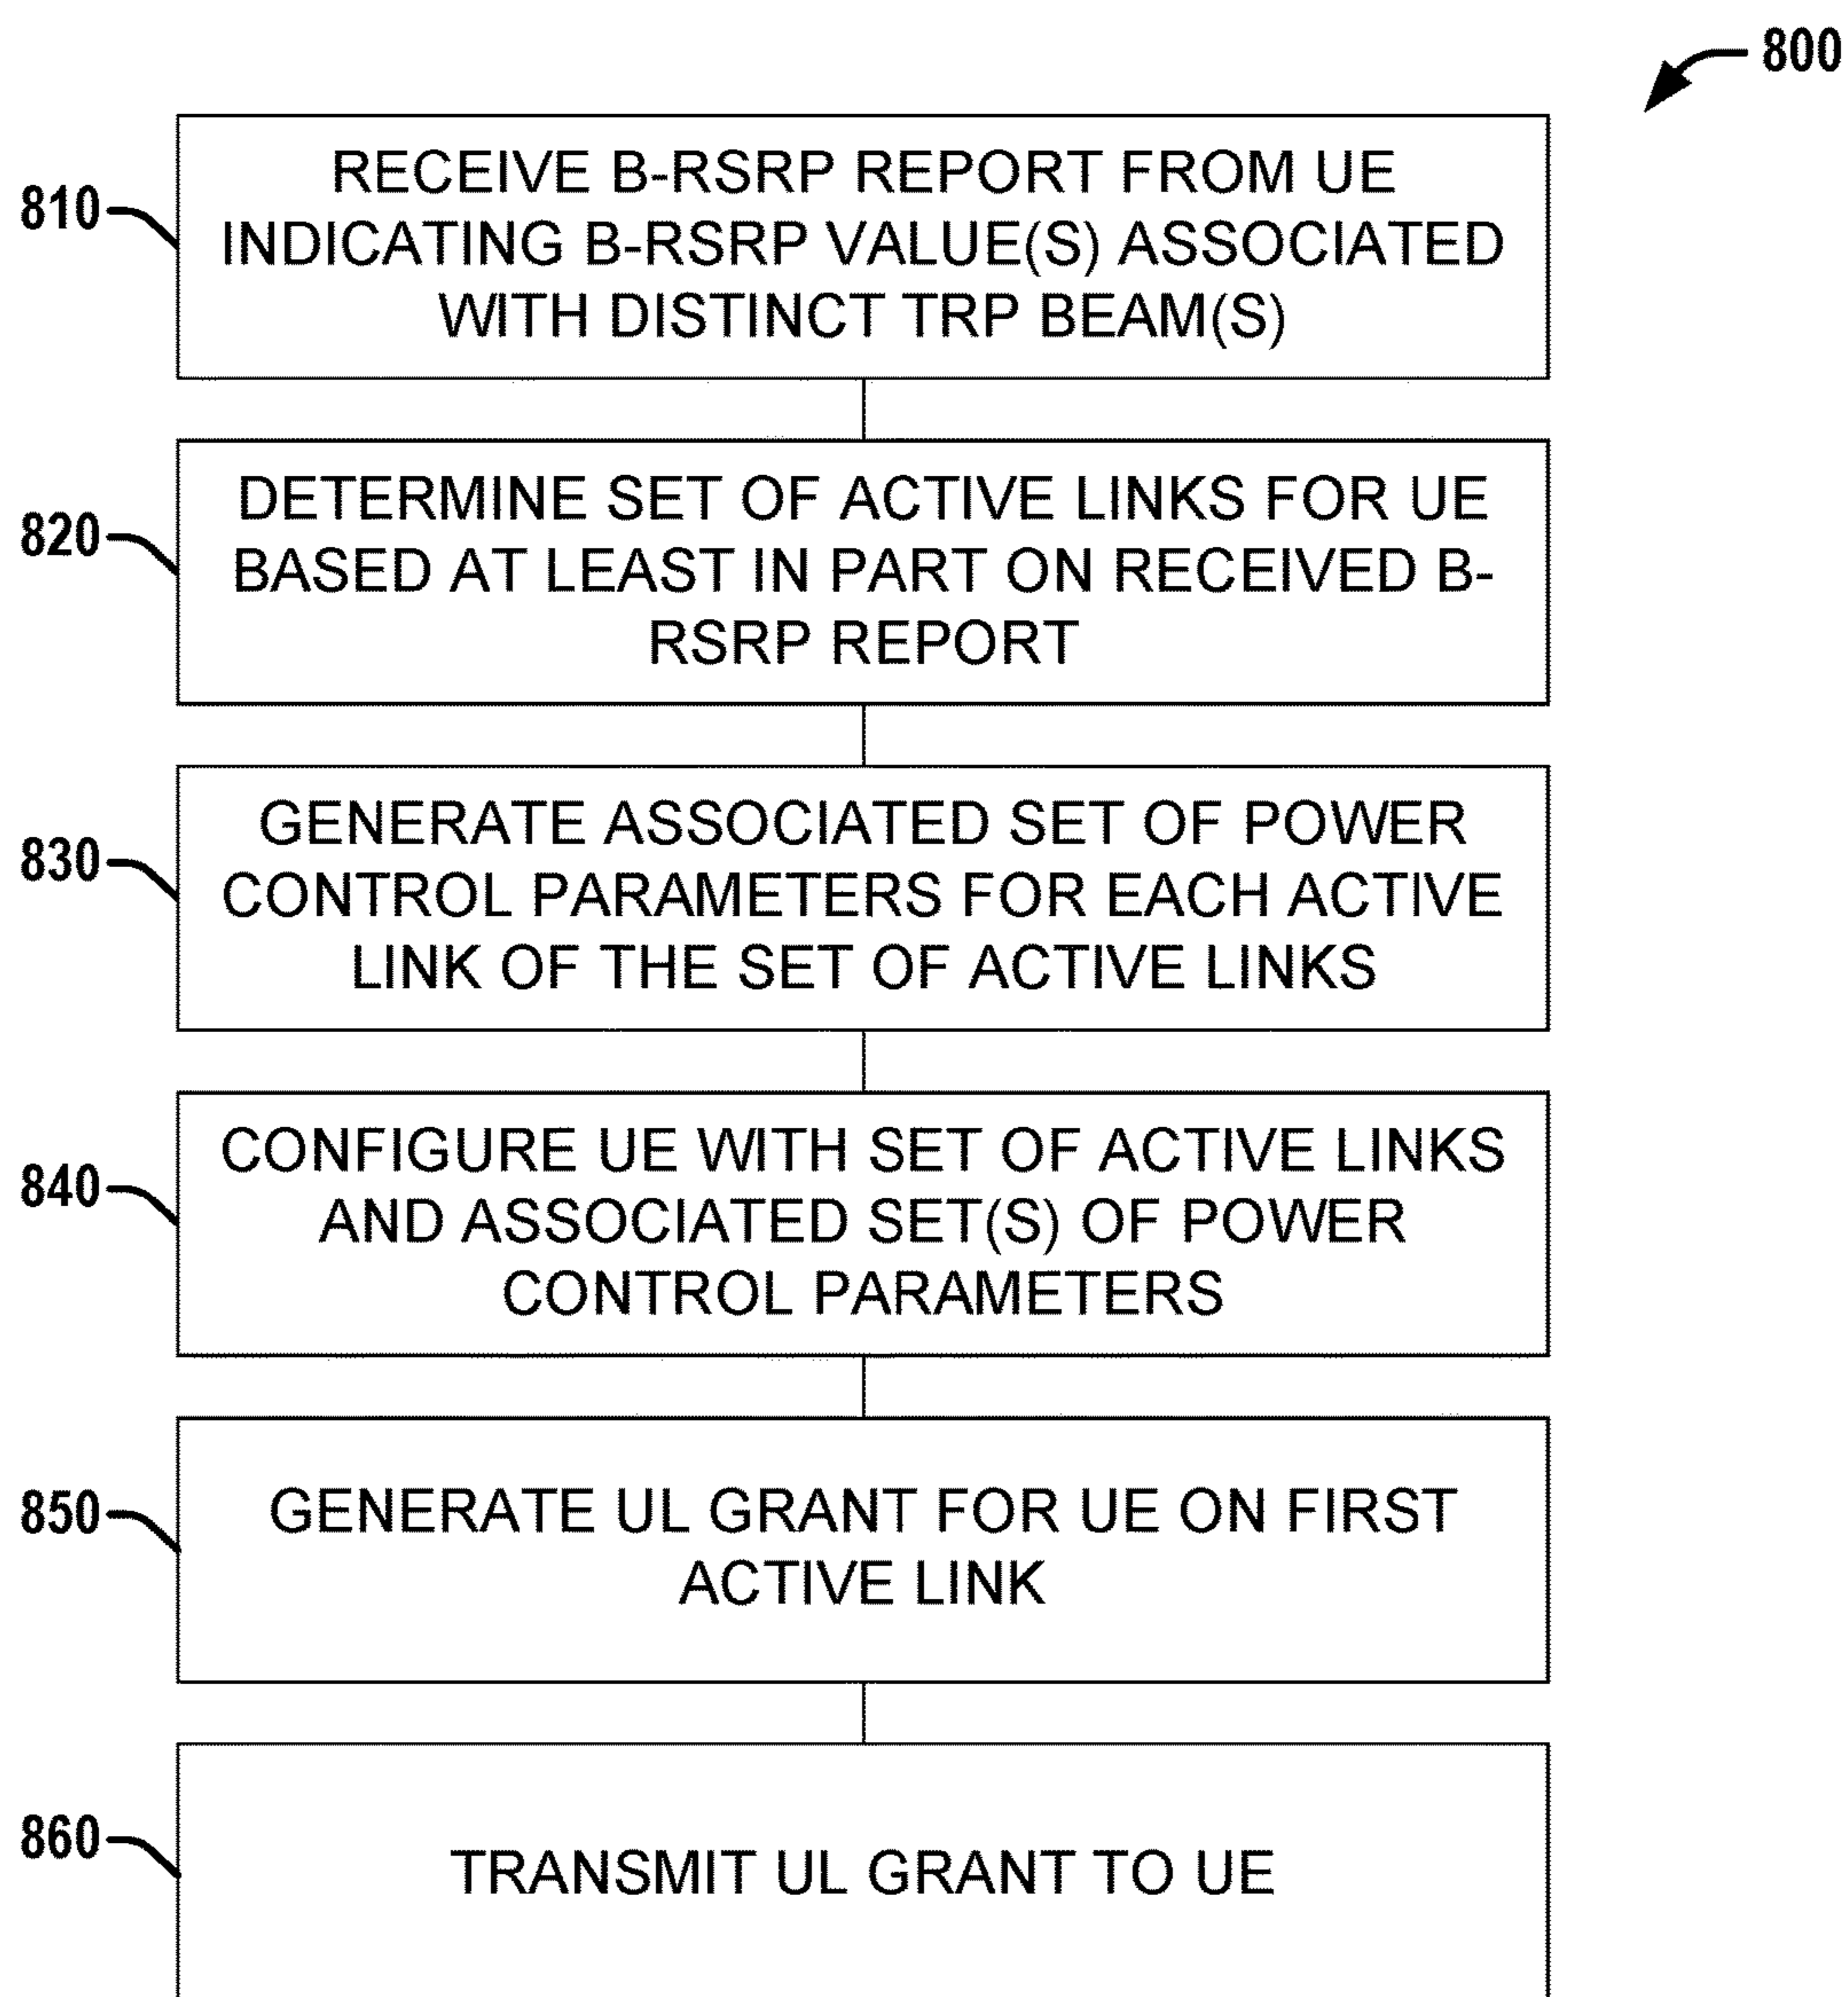 800
810
RECEIVE B-RSRP REPORT FROM UE
INDICATING B-RSRP VALUE(S) ASSOCIATED
WITH DISTINCT TRP BEAM(S)
820
DETERMINE SET OF ACTIVE LINKS FOR UE
BASED AT LEAST IN PART ON RECEIVED B-
RSRP REPORT
830
GENERATE ASSOCIATED SET OF POWER
CONTROL PARAMETERS FOR EACH ACTIVE
LINK OF THE SET OF ACTIVE LINKS
840
CONFIGURE UE WITH SET OF ACTIVE LINKS
AND ASSOCIATED SET(S) OF POWER
CONTROL PARAMETERS
850
GENERATE UL GRANT FOR UE ON FIRST
ACTIVE LINK
860
TRANSMIT UL GRANT TO UE